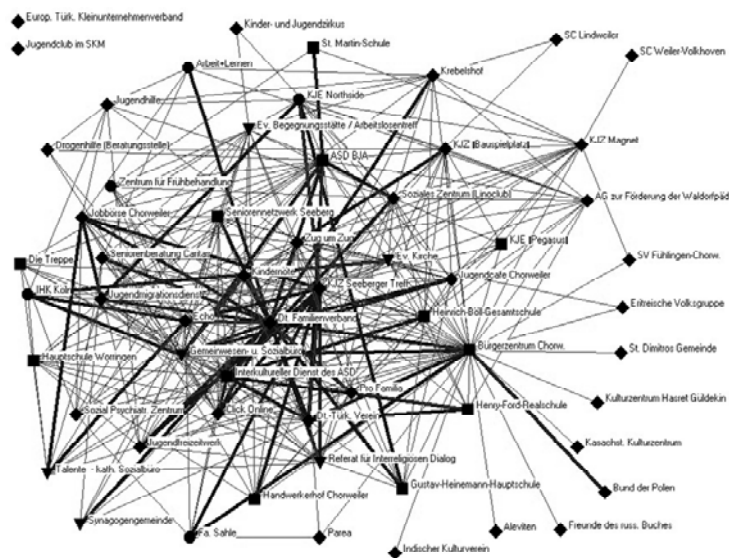 Europ. Türk. Kleinunternehmenverband
Jugendclub im SKM
Kinder- und Jugendzirkus
St. Martin-Schule
SC Lindweiler
SC Weiler-Volkhoven
Arbeit+Lernen
Krebelshof
KJE Northside
Jugendhilfe
Ev. Begegnungsstätte / Arbeitslosentreff
KJZ (Bauspielplatz)
KJZ Magnet
Drogenhilfe (Beratungsstelle)
ASD BJA
Zentrum für Frühbehandlung
Soziales Zentrum (Linoclub)
AG zur Förderung der Waldorfpäd
Jobbörse Chorweiler
Seniorennetzwerk Seeberg
Zug um Zug
KJE (Pegasus)
Seniorenberatung Caritas
Ev. Kirche
SV Fühlingen-Chorw.
Die Treppe
Kindernöte
Jugendcafe Chorweiler
IHK Köln
Jugendmigrationsdienst
KJZ Seeberger Treff
Eritreische Volksgruppe
Echo
Dt. Familienverband
Heinrich-Böll-Gesamtschule
Bürgerzentrum Chorw.
St. Dimitros Gemeinde
Hauptschule Worringen
Gemeinwesen- u. Sozialbüro
Interkultureller Dienst des ASD
Pro Familia
Kulturzentrum Hasret Güldekin
Sozial Psychiatr. Zentrum
Click Online
Dt.-Türk. Verein
Henry-Ford-Realschule
Jugendfreizeitwerk
Kasachst. Kulturzentrum
Talente - kath. Sozialbüro
Referat für Interreligiösen Dialog
Gustav-Heinemann-Hauptschule
Bund der Polen
Handwerkerhof Chorweiler
Synagogengemeinde
Fa. Sahle
Parea
Aleviten
Freunde des russ. Buches
Indischer Kulturverein